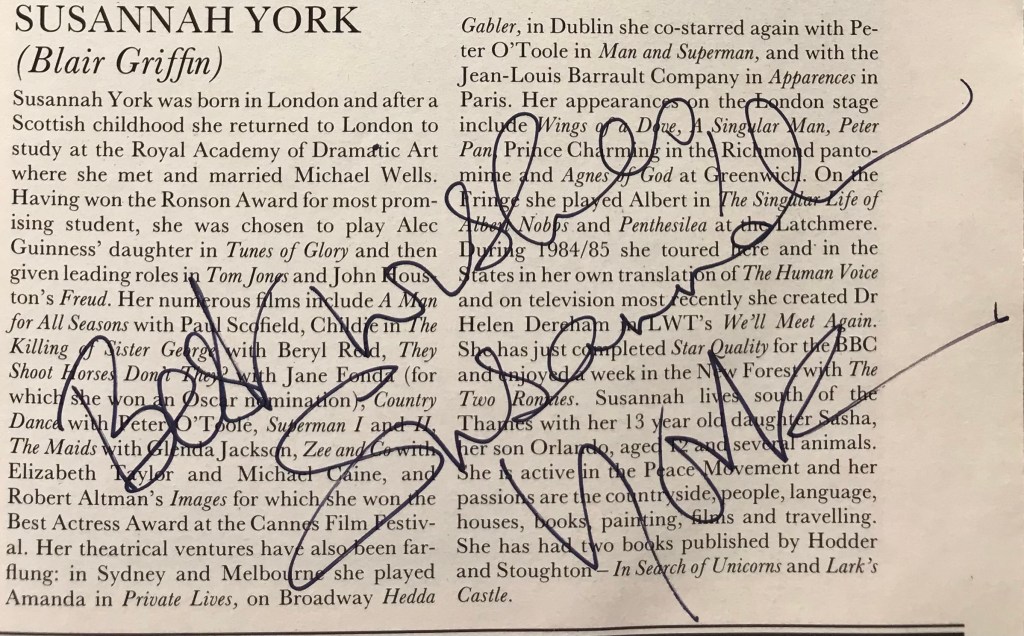 SUSANNAH YORK
(Blair Griffin)
Susannah York was born in London and after a
Scottish childhood she returned to London to
study at the Royal Academy of Dramatic Art
where she met and married Michael Wells.
Having won the Ronson Award for most prom-
ising student, she was chosen to play Alec
Guinness' daughter in Tunes of Glory and then
given leading roles in Tom Jones and John Hous-
ton's Freud. Her numerous films include A Man
for All Seasons with Paul Scofield, Childie in The
Killing of Sister George with Beryl Reid, They
Shoot Horses Don't They? with Jane Fonda (for
which she won an Oscar nomination), Country
Dance with Peter O'Toole, Superman I and II,
The Maids with Glenda Jackson, Zee and Co with
Elizabeth Taylor and Michael Caine, and
Robert Altman's Images for which she won the
Best Actress Award at the Cannes Film Festiv-
al. Her theatrical ventures have also been far-
flung: in Sydney and Melbourne she played
Amanda in Private Lives, on Broadway Hedda
Gabler, in Dublin she co-starred again with Pe-
ter O'Toole in Man and Superman, and with the
Jean-Louis Barrault Company in Apparences in
Paris. Her appearances on the London stage
include Wings of a Dove, A Singular Man, Peter
Pan, Prince Charming in the Richmond panto-
mime and Agnes of God at Greenwich. On the
Fringe she played Albert in The Singular Life of
Albert Nobbs and Penthesilea at the Latchmere.
During 1984/85 she toured here and in the
States in her own translation of The Human Voice
and on television most recently she created Dr
Helen Dereham in LWT's We'll Meet Again.
She has just completed Star Quality for the BBC
and enjoyed a week in the New Forest with The
Two Ronnies. Susannah lives south of the
Thames with her 13 year old daughter Sasha,
her son Orlando, aged 12 and several animals.
She is active in the Peace Movement and her
passions are the countryside, people, language,
houses, books, painting, films and travelling.
She has had two books published by Hodder
and Stoughton – In Search of Unicorns and Lark's
Castle.
Best wishes
Susannah
York